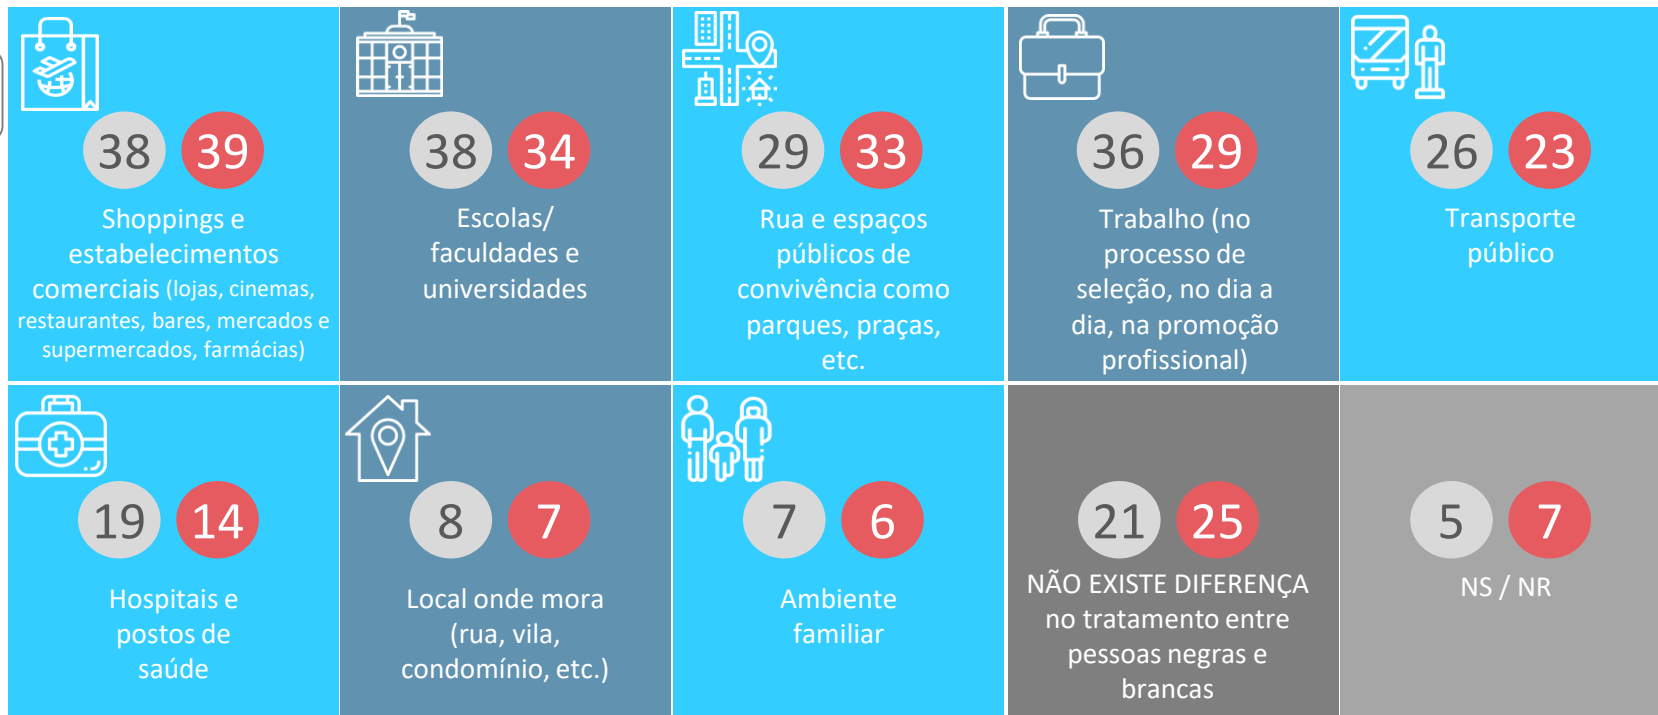 38 39
Shoppings e
estabelecimentos
comerciais (lojas, cinemas,
restaurantes, bares, mercados e
supermercados, farmácias)
38 34
Escolas/
faculdades e
universidades
29 33
Rua e espaços
públicos de
convivência como
parques, praças,
etc.
36 29
Trabalho (no
processo de
seleção, no dia a
dia, na promoção
profissional)
26 23
Transporte
público
19 14
Hospitais e
postos de
saúde
8 7
Local onde mora
(rua, vila,
condomínio, etc.)
7 6
Ambiente
familiar
21 25
NÃO EXISTE DIFERENÇA
no tratamento entre
pessoas negras e
brancas
5 7
NS / NR